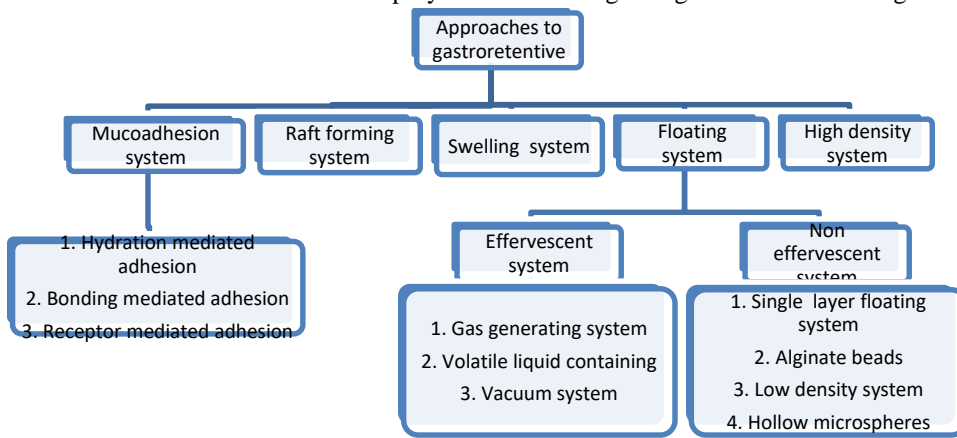 Approaches to
gastroretentive
Mucoadhesion
system
Raft forming
system
Swelling system
Floating
system
High density
system
1. Hydration mediated
adhesion
2. Bonding mediated adhesion
3. Receptor mediated adhesion
Effervescent
system
Non
effervescent
system
1. Gas generating system
2. Volatile liquid containing
3. Vacuum system
1. Single layer floating
system
2. Alginate beads
3. Low density system
4. Hollow microspheres